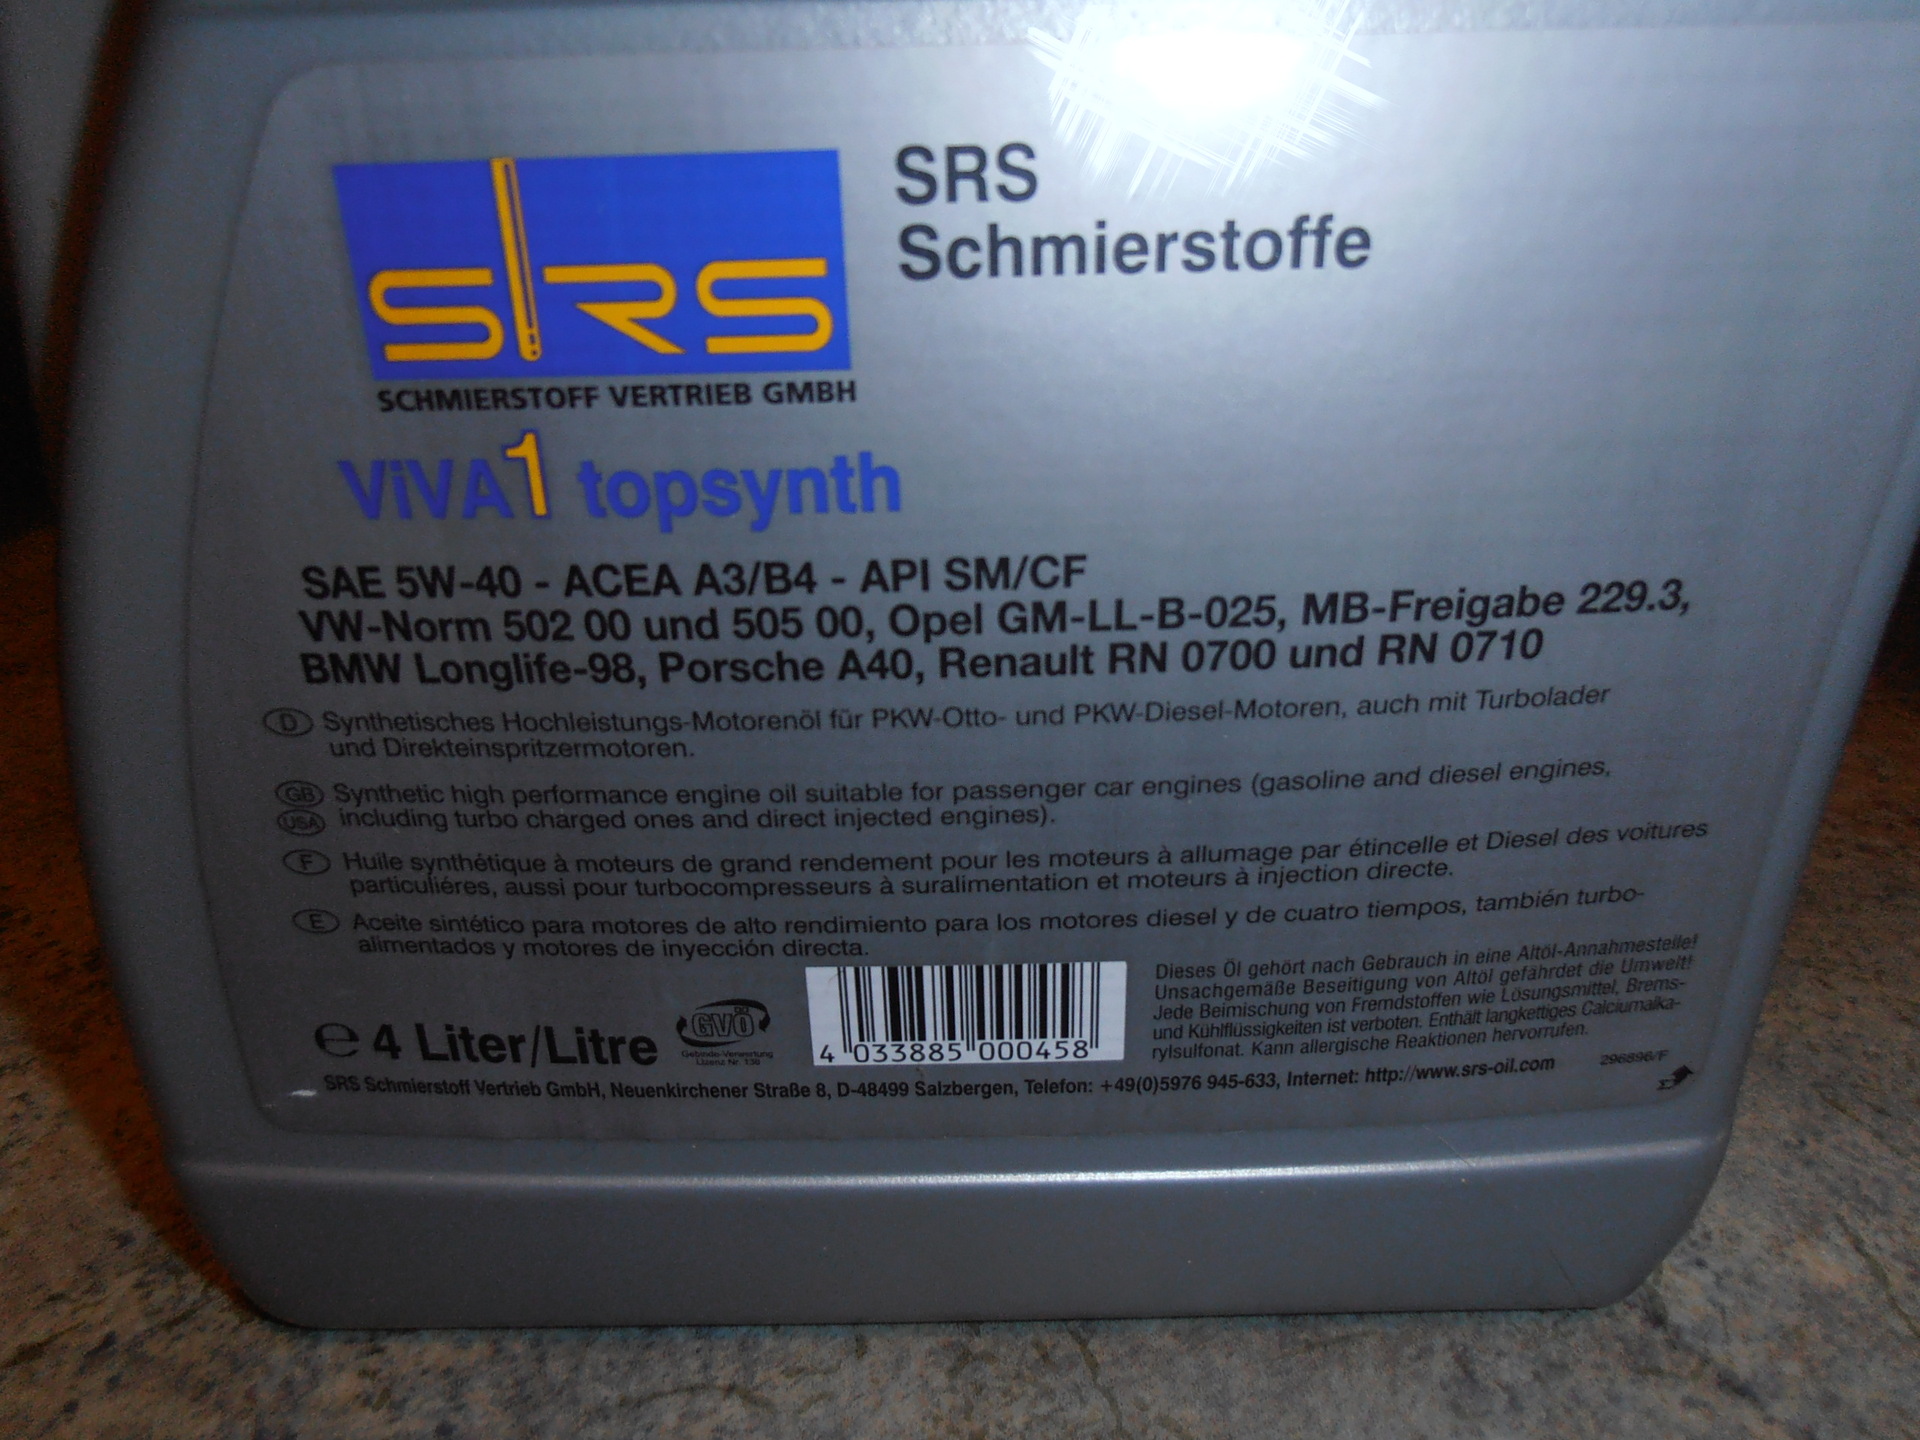 SRS
SCHMIERSTOFF VERTRIEB GMBH
SRS
Schmierstoffe
ViVA1 topsynth
SAE 5W-40 - ACEA A3/B4 - API SM/CF
VW-Norm 502 00 und 505 00, Opel GM-LL-B-025, MB-Freigabe 229.3,
BMW Longlife-98, Porsche A40, Renault RN 0700 und RN 0710
D Synthetisches Hochleistungs-Motorenöl für PKW-Otto- und PKW-Diesel-Motoren, auch mit Turbolader
und Direkteinspritzermotoren.
GB Synthetic high performance engine oil suitable for passenger car engines (gasoline and diesel engines,
USA including turbo charged ones and direct injected engines).
F Huile synthétique à moteurs de grand rendement pour les moteurs à allumage par étincelle et Diesel des voitures
particuliéres, aussi pour turbocompresseurs à suralimentation et moteurs à injection directe.
E Aceite sintético para motores de alto rendimiento para los motores diesel y de cuatro tiempos, también turbo-
alimentados y motores de inyección directa.
℮ 4 Liter/Litre
GVÖ
Gebinde-Verwertung
Lizenz Nr. 138
4 033885 000458
Dieses Öl gehört nach Gebrauch in eine Altöl-Annahmestelle!
Unsachgemäße Beseitigung von Altöl gefährdet die Umwelt!
Jede Beimischung von Fremdstoffen wie Lösungsmittel, Brems-
und Kühlflüssigkeiten ist verboten. Enthält langkettiges Calciumalka-
rylsulfonat. Kann allergische Reaktionen hervorrufen.
296896/F
SRS Schmierstoff Vertrieb GmbH, Neuenkirchener Straße 8, D-48499 Salzbergen, Telefon: +49(0)5976 945-633, Internet: http://www.srs-oil.com